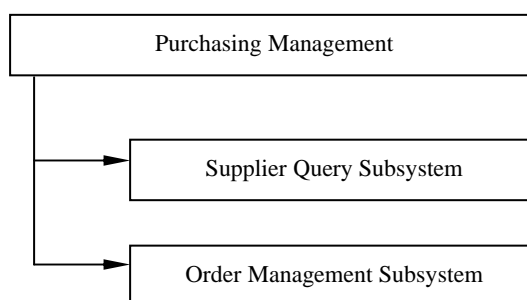 Purchasing Management
Supplier Query Subsystem
Order Management Subsystem